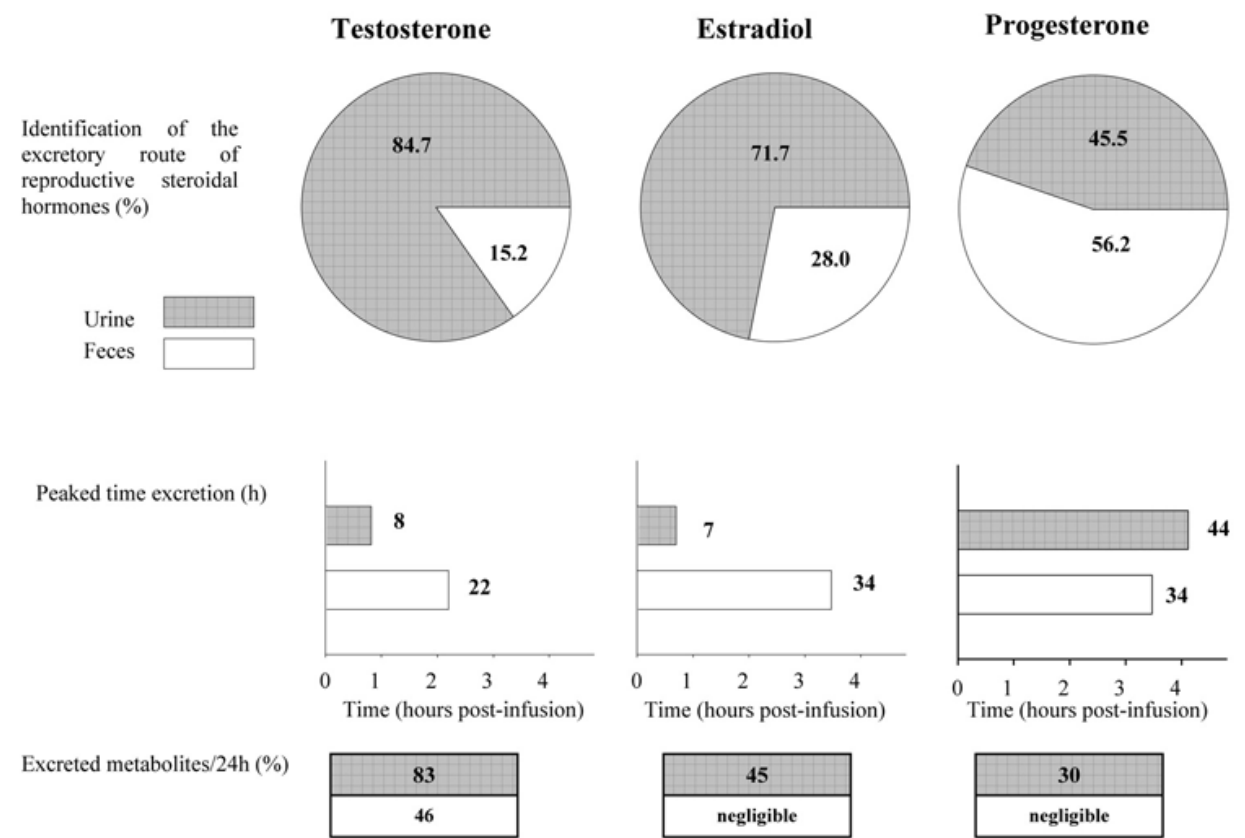 Testosterone
Estradiol
Progesterone
Identification of the
excretory route of
reproductive steroidal
hormones (%)
84.7
15.2
71.7
28.0
45.5
56.2
Urine
Feces
Peaked time excretion (h)
8
22
0 1 2 3 4
Time (hours post-infusion)
7
34
0 1 2 3 4
Time (hours post-infusion)
44
34
0 1 2 3 4
Time (hours post-infusion)
Excreted metabolites/24h (%)
83
46
45
negligible
30
negligible